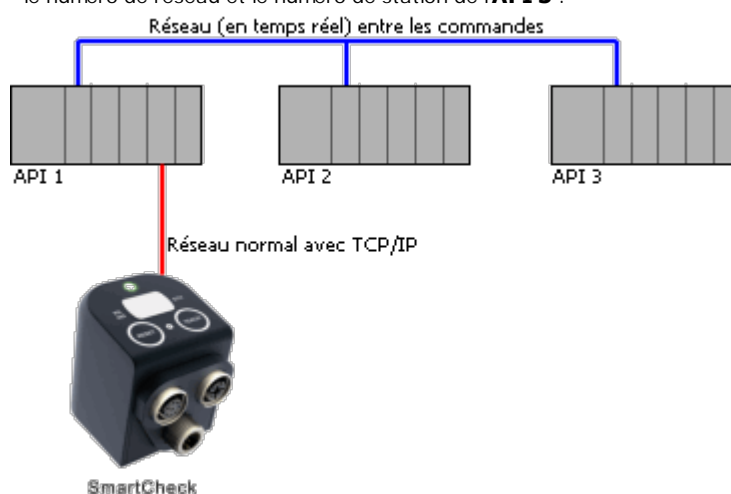 le numéro de réseau et le numéro de station de l'API 3 :
Réseau (en temps réel) entre les commandes
API 1
API 2
API 3
Réseau normal avec TCP/IP
SmartCheck